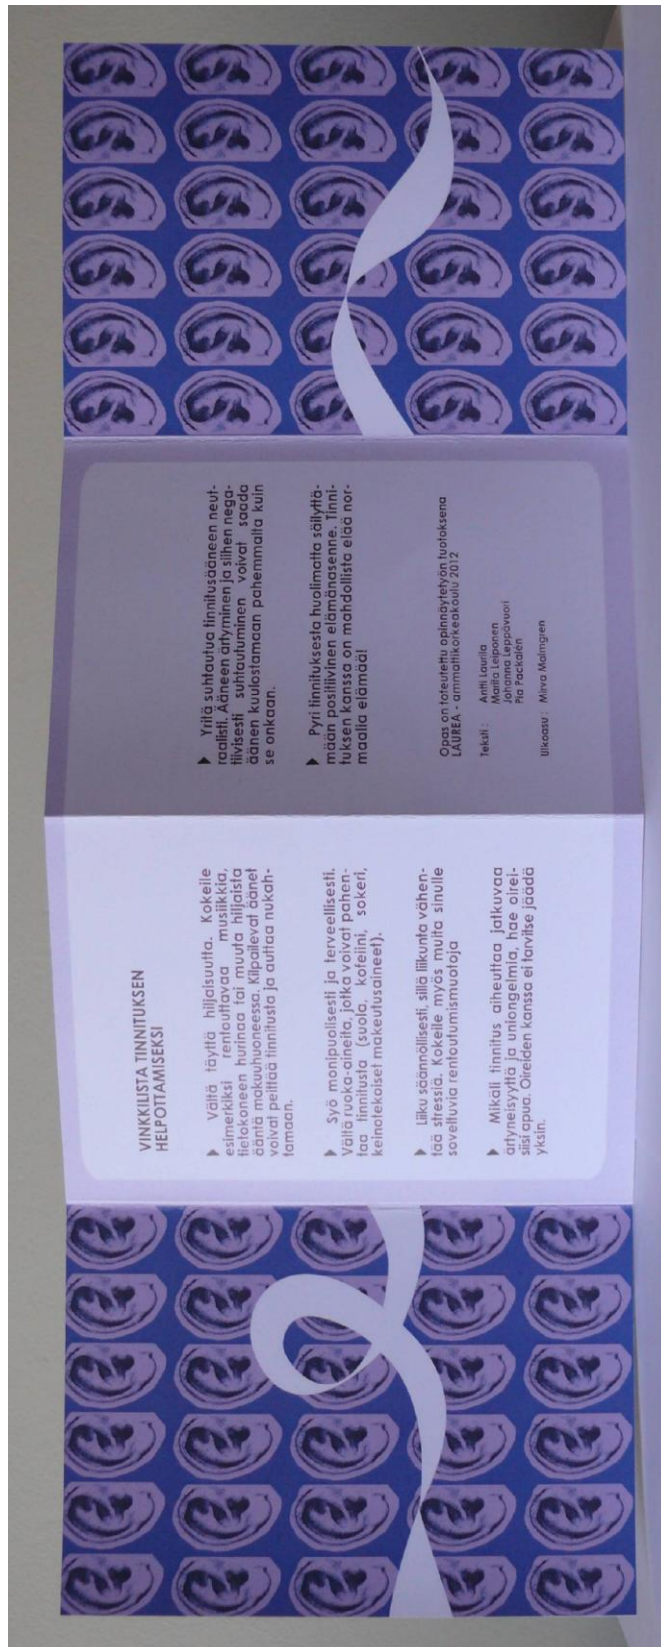 VINKKILISTA TINNITUKSEN
HELPOTTAMISEKSI
▶ Vältä täyttä hiljaisuutta. Kokeile
esimerkiksi rentouttavaa musiikkia,
tietokoneen hurinaa tai muuta hiljaista
ääntä makuuhuoneessa. Kilpailevat äänet
voivat peittää tinnitusta ja auttaa nukah-
tamaan.
▶ Syö monipuolisesti ja terveellisesti.
Vältä ruoka-aineita, jotka voivat pahen-
taa tinnitusta (suola, kofeiini, sokeri,
keinotekoiset makeutusaineet).
▶ Liiku säännöllisesti, sillä liikunta vähen-
tää stressiä. Kokeile myös muita sinulle
soveltuvia rentoutumismuotoja
▶ Mikäli tinnitus aiheuttaa jatkuvaa
ärtyneisyyttä ja uniongelmia, hae oirei-
siisi apua. Oireiden kanssa ei tarvitse jäädä
yksin.
▶ Yritä suhtautua tinnitusääneen neut-
raalisti. Ääneen ärtyminen ja siihen nega-
tiivisesti suhtautuminen voivat saada
äänen kuulostamaan pahemmalta kuin
se onkaan.
▶ Pyri tinnituksesta huolimatta säilyttä-
mään positiivinen elämänasenne. Tinni-
tuksen kanssa on mahdollista elää nor-
maalia elämää!
Opas on toteutettu opinnäytetyön tuotoksena
LAUREA - ammattikorkeakoulu 2012
Teksti : Antti Laurila
Marita Leiponen
Johanna Leppävuori
Pia Packalén
Ulkoasu : Mirva Malmgren